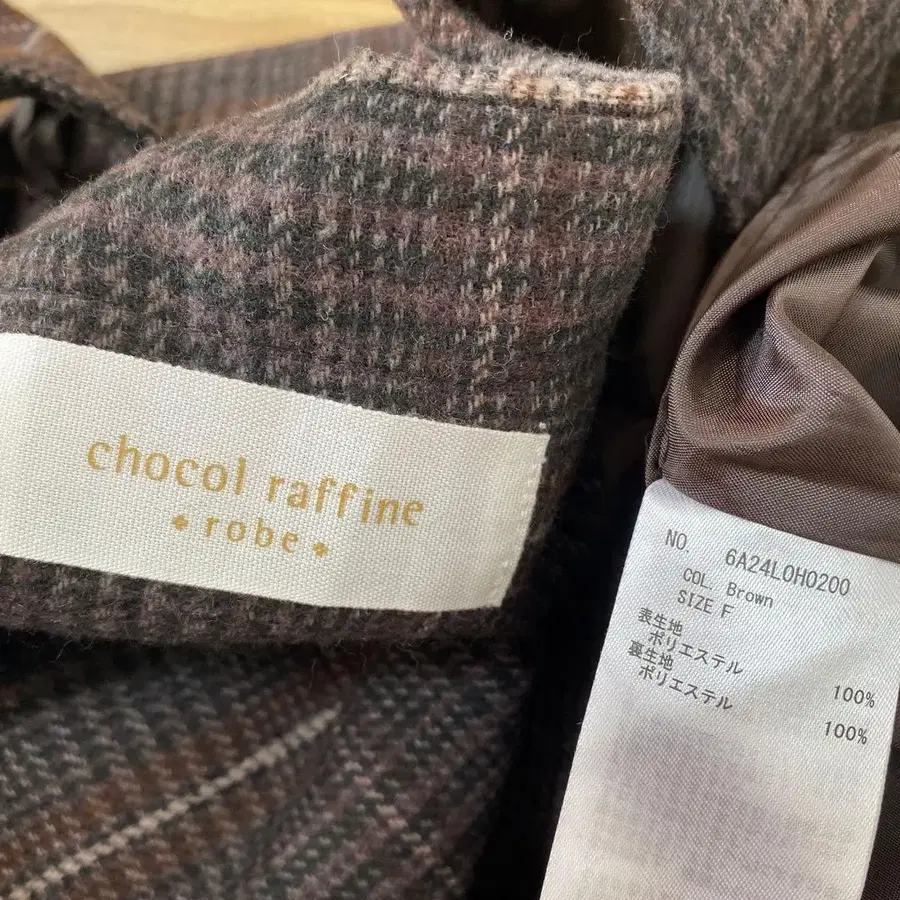 chocol raffine
robe
NO. 6A24L0H0200
COL. Brown
SIZE F
表生地
ポリエステル 100%
裏生地
ポリエステル 100%